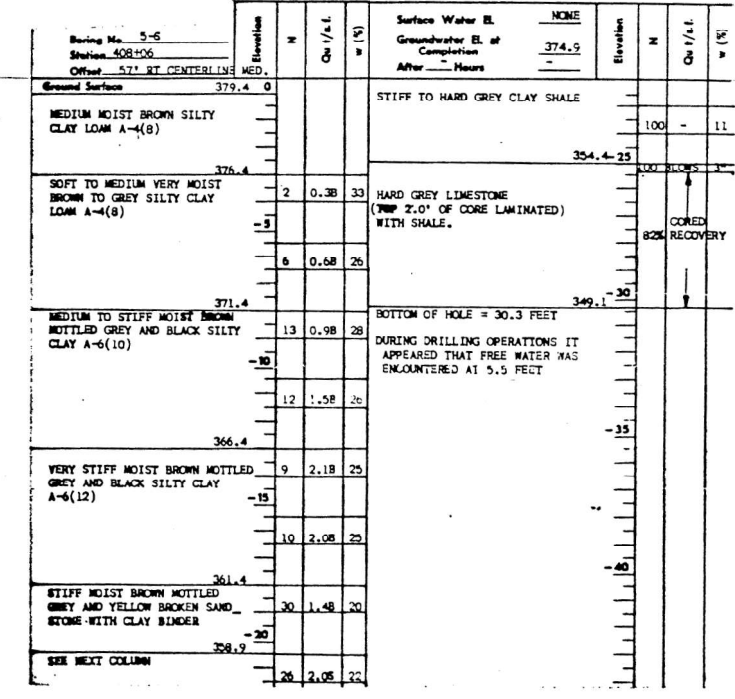 Boring No. 5-6
Station 408+06
Offset 57' RT CENTERLINE MED.
Elevation
N
Qu t/s.f.
w (%)
Surface Water El. NONE
Groundwater El. at
Completion 374.9
After - Hours -
Elevation
N
Qu t/s.f.
w (%)
Ground Surface 379.4 0
MEDIUM MOIST BROWN SILTY
CLAY LOAM A-4(8)
376.4
SOFT TO MEDIUM VERY MOIST
BROWN TO GREY SILTY CLAY
LOAM A-4(8)
2 0.3B 33
-5
6 0.6B 26
371.4
MEDIUM TO STIFF MOIST BROWN
MOTTLED GREY AND BLACK SILTY
CLAY A-6(10)
13 0.9B 28
-10
12 1.5B 26
366.4
VERY STIFF MOIST BROWN MOTTLED
GREY AND BLACK SILTY CLAY
A-6(12)
9 2.1B 25
-15
10 2.0B 25
361.4
STIFF MOIST BROWN MOTTLED
GREY AND YELLOW BROKEN SAND
STONE WITH CLAY BINDER
30 1.4B 20
-20
358.9
SEE NEXT COLUMN
26 2.0S 22
STIFF TO HARD GREY CLAY SHALE
100 - 11
354.4-25
100 BLOWS 3"
HARD GREY LIMESTONE
(TOP 2.0' OF CORE LAMINATED)
WITH SHALE.
CORED
82% RECOVERY
-30
349.1
BOTTOM OF HOLE = 30.3 FEET
DURING DRILLING OPERATIONS IT
APPEARED THAT FREE WATER WAS
ENCOUNTERED AT 5.5 FEET
-35
-40